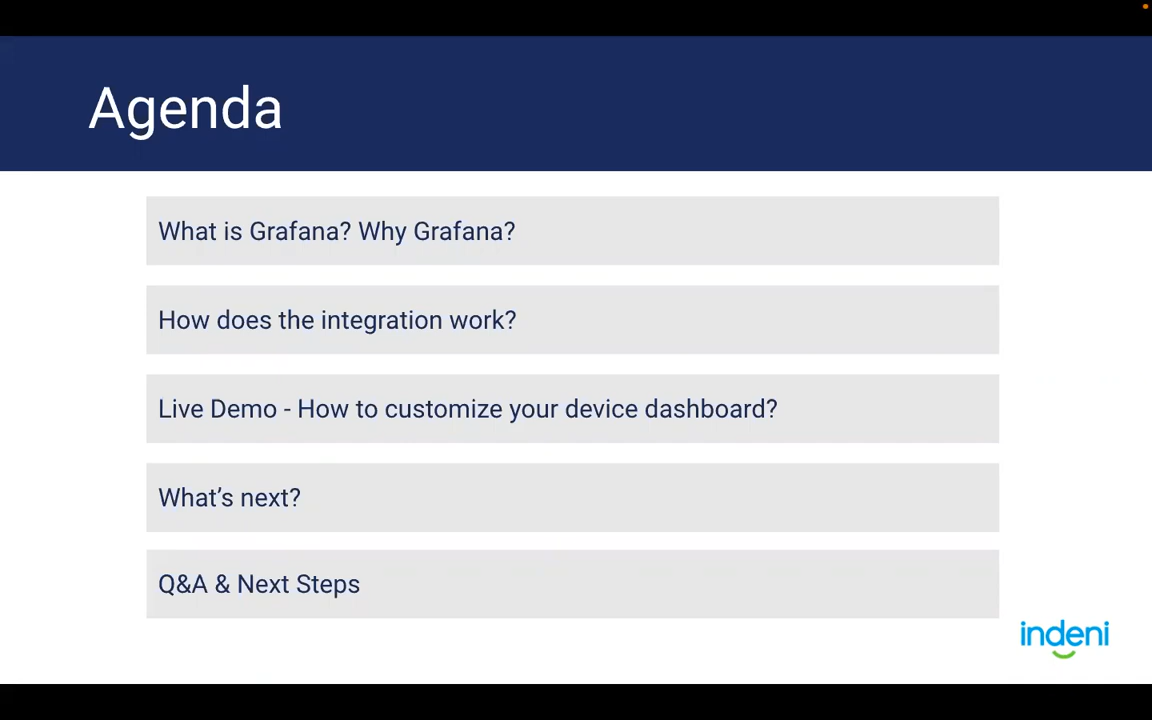 Agenda
What is Grafana? Why Grafana?
How does the integration work?
Live Demo - How to customize your device dashboard?
What’s next?
Q&A & Next Steps
indeni